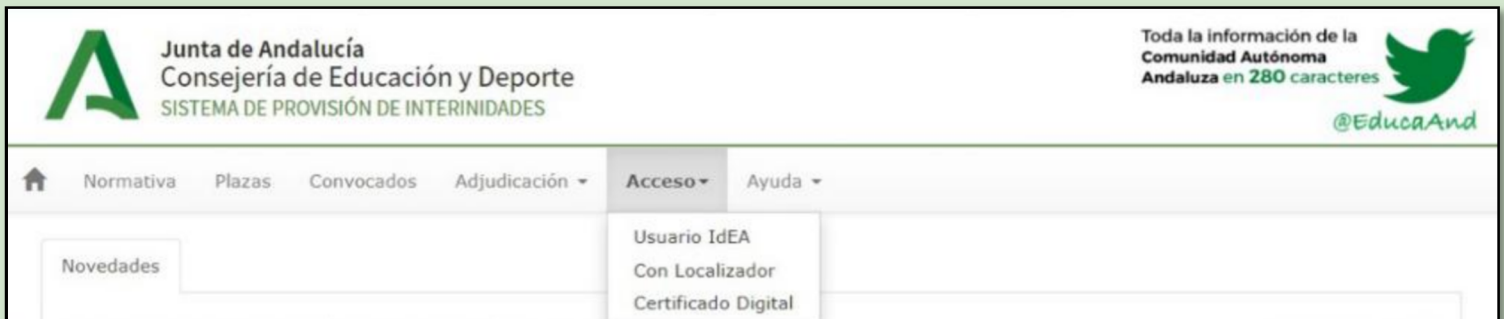 Junta de Andalucía
Consejería de Educación y Deporte
SISTEMA DE PROVISIÓN DE INTERINIDADES
Toda la información de la
Comunidad Autónoma
Andaluza en 280 caracteres
@EducaAnd
Normativa Plazas Convocados Adjudicación Acceso Ayuda
Usuario IdEA
Con Localizador
Certificado Digital
Novedades